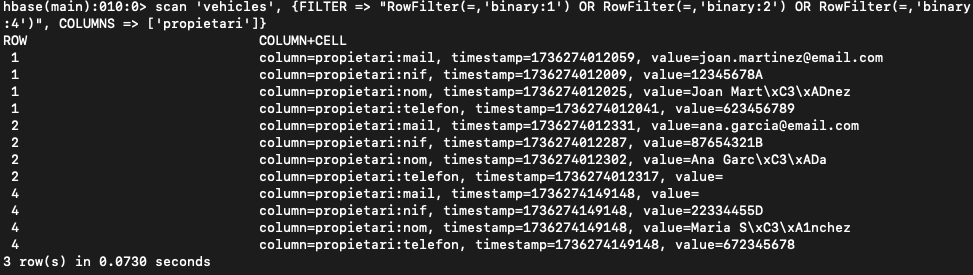 hbase(main):010:0> scan 'vehicles', {FILTER => "RowFilter(=,'binary:1') OR RowFilter(=,'binary:2') OR RowFilter(=,'binary
:4')", COLUMNS => ['propietari']}
ROW COLUMN+CELL
1 column=propietari:mail, timestamp=1736274012059, value=joan.martinez@email.com
1 column=propietari:nif, timestamp=1736274012009, value=12345678A
1 column=propietari:nom, timestamp=1736274012025, value=Joan Mart\xC3\xADnez
1 column=propietari:telefon, timestamp=1736274012041, value=623456789
2 column=propietari:mail, timestamp=1736274012331, value=ana.garcia@email.com
2 column=propietari:nif, timestamp=1736274012287, value=87654321B
2 column=propietari:nom, timestamp=1736274012302, value=Ana Garc\xC3\xADa
2 column=propietari:telefon, timestamp=1736274012317, value=
4 column=propietari:mail, timestamp=1736274149148, value=
4 column=propietari:nif, timestamp=1736274149148, value=22334455D
4 column=propietari:nom, timestamp=1736274149148, value=Maria S\xC3\xA1nchez
4 column=propietari:telefon, timestamp=1736274149148, value=672345678
3 row(s) in 0.0730 seconds